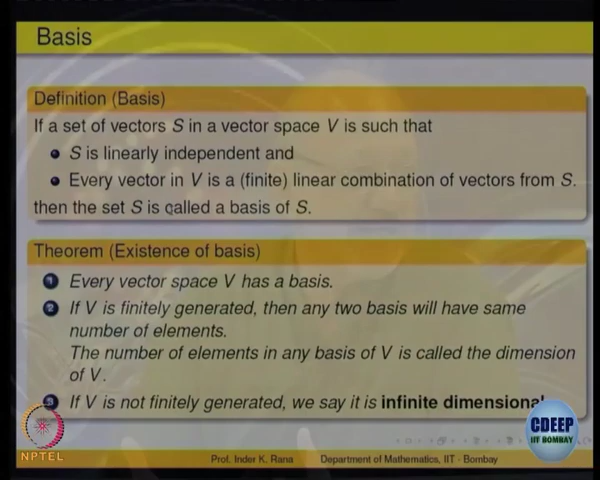 Basis
Definition (Basis)
If a set of vectors S in a vector space V is such that
S is linearly independent and
Every vector in V is a (finite) linear combination of vectors from S.
then the set S is called a basis of S.
Theorem (Existence of basis)
1 Every vector space V has a basis.
2 If V is finitely generated, then any two basis will have same
number of elements.
The number of elements in any basis of V is called the dimension
of V.
3 If V is not finitely generated, we say it is infinite dimensional
NPTEL
CDEEP
IIT BOMBAY
Prof. Inder K. Rana Department of Mathematics, IIT - Bombay